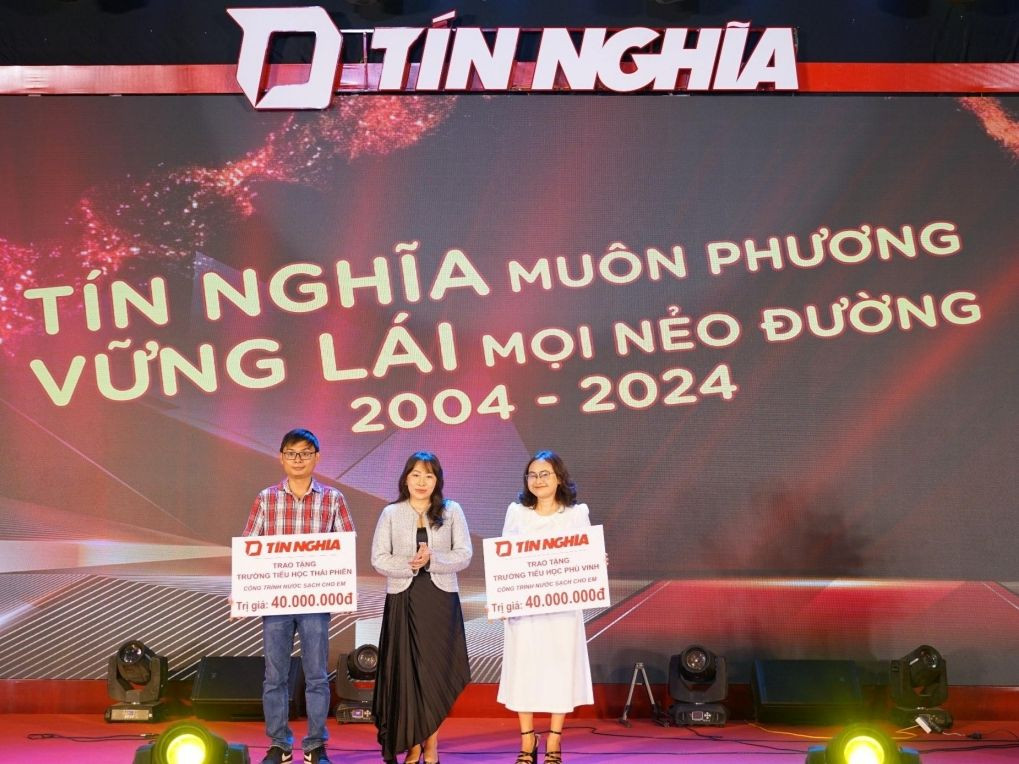 TÍN NGHĨA
TÍN NGHĨA MUÔN PHƯƠNG
VỮNG LÁI MỌI NẺO ĐƯỜNG
2004 - 2024
TÍN NGHĨA
TRAO TẶNG
TRƯỜNG TIỂU HỌC THÁI PHIÊN
CÔNG TRÌNH NƯỚC SẠCH CHO EM
Trị giá: 40.000.000đ
TÍN NGHĨA
TRAO TẶNG
TRƯỜNG TIỂU HỌC PHÚ VINH
CÔNG TRÌNH NƯỚC SẠCH CHO EM
Trị giá: 40.000.000đ